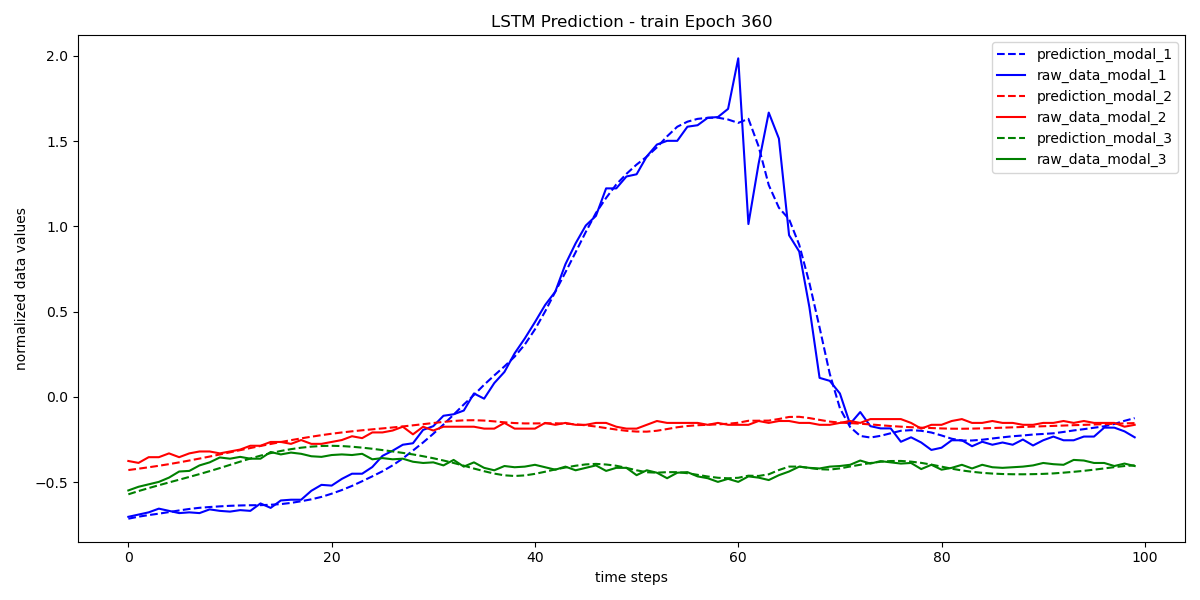 LSTM Prediction - train Epoch 360
prediction_modal_1
raw_data_modal_1
prediction_modal_2
raw_data_modal_2
prediction_modal_3
raw_data_modal_3
normalized data values
2.0
1.5
1.0
0.5
0.0
−0.5
0 20 40 60 80 100
time steps